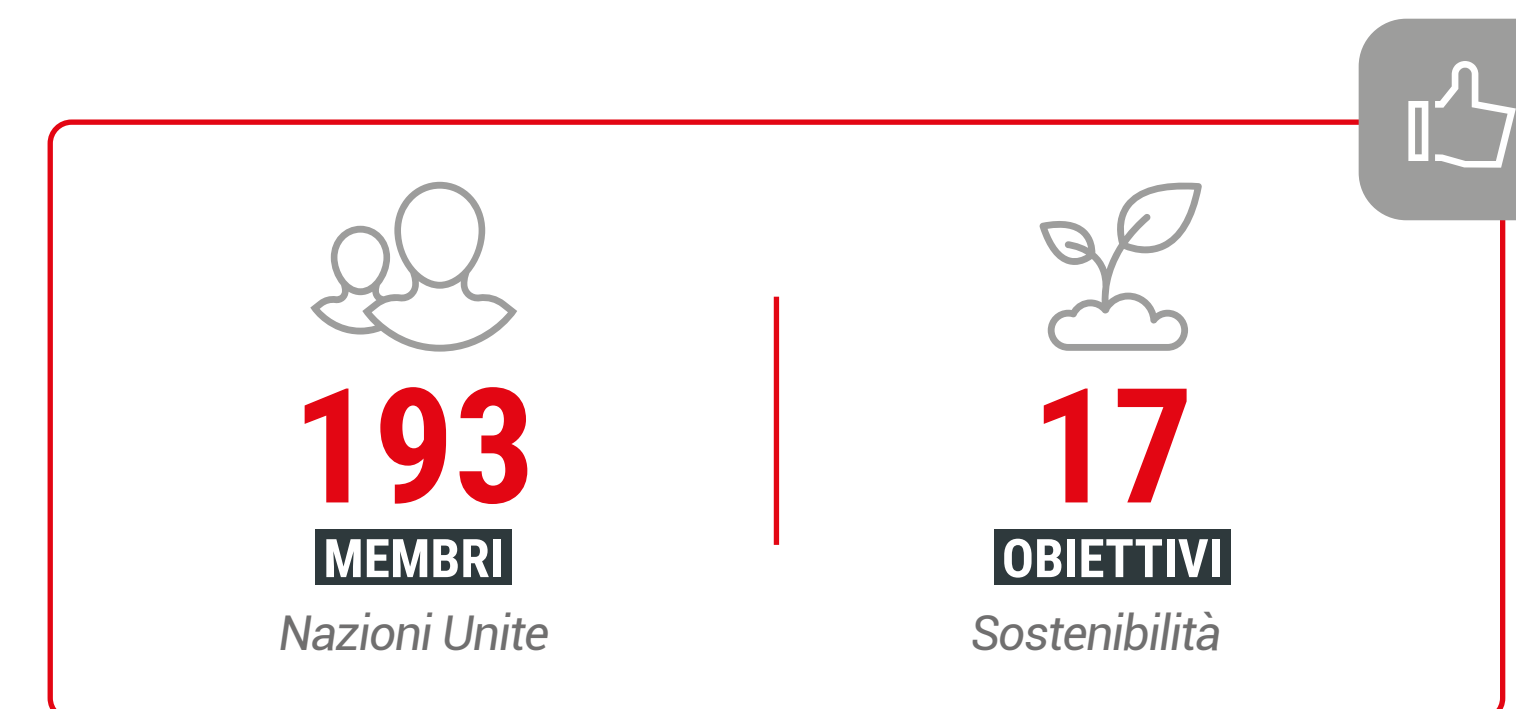 193
MEMBRI
Nazioni Unite
17
OBIETTIVI
Sostenibilità